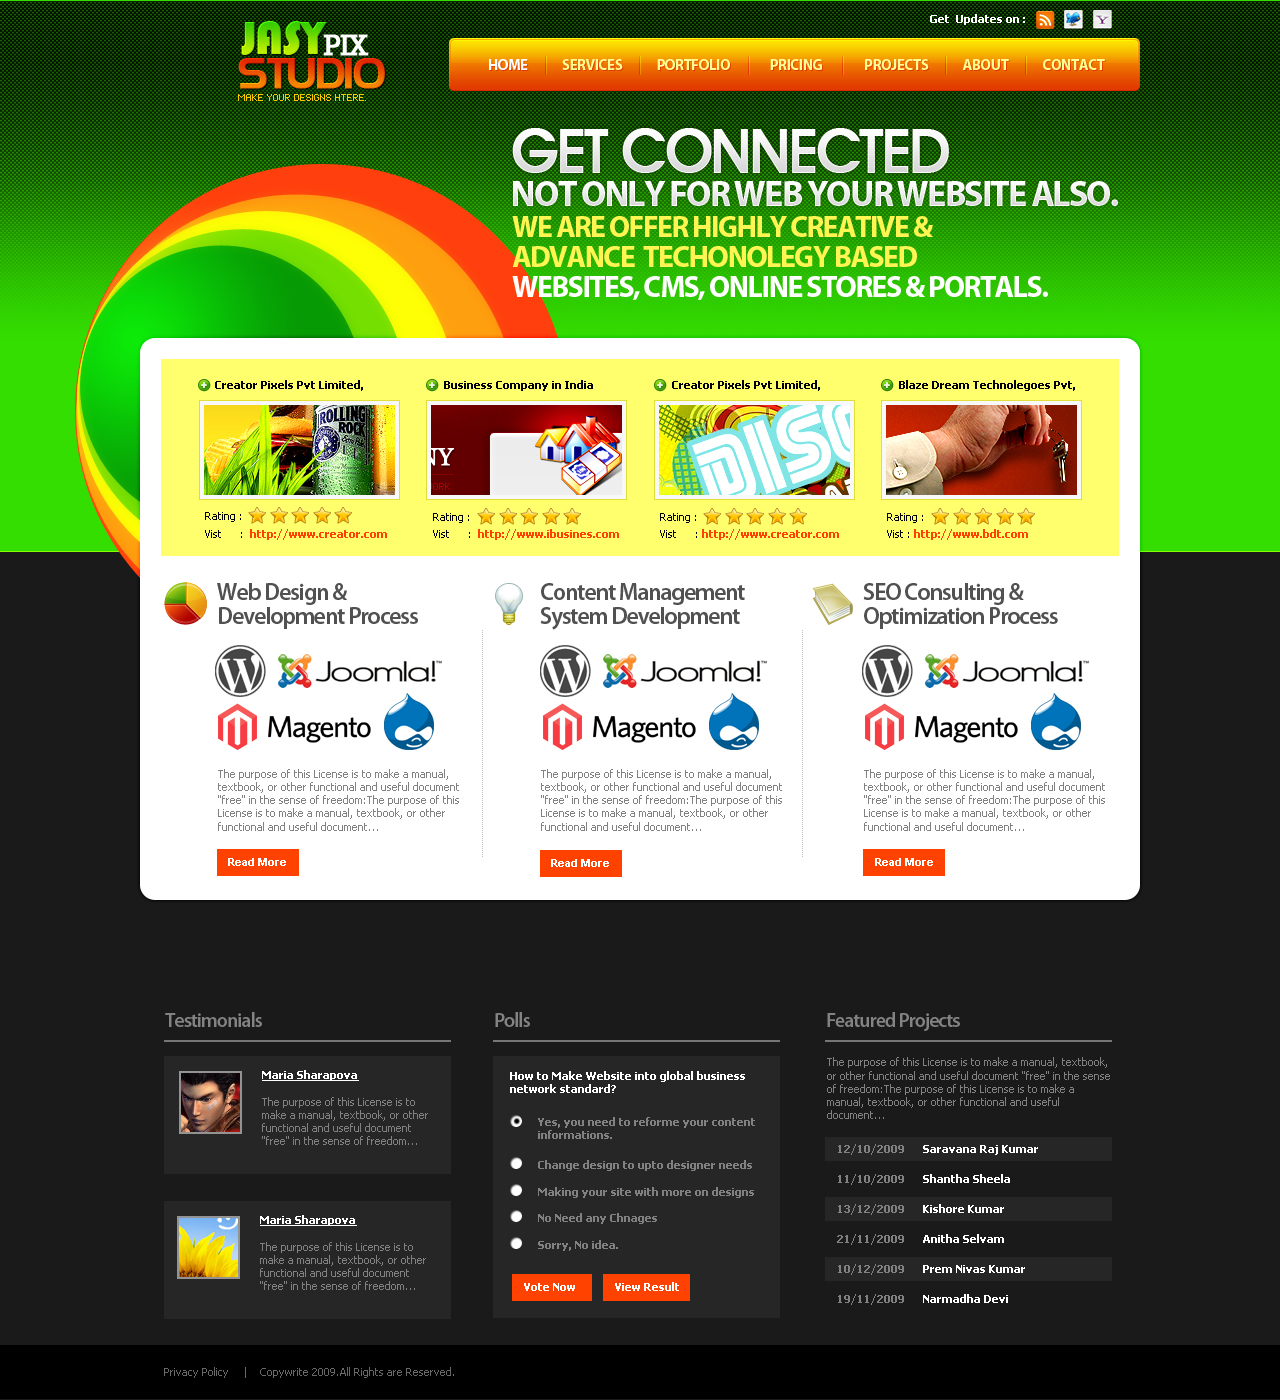 Get Updates on :
JASY PIX
STUDIO
MAKE YOUR DESIGNS HTERE.
HOME SERVICES PORTFOLIO PRICING PROJECTS ABOUT CONTACT
GET CONNECTED
NOT ONLY FOR WEB YOUR WEBSITE ALSO.
WE ARE OFFER HIGHLY CREATIVE &
ADVANCE TECHONOLEGY BASED
WEBSITES, CMS, ONLINE STORES & PORTALS.
Creator Pixels Pvt Limited,
ROLLING
ROCK
Rating :
Vist : http://www.creator.com
Business Company in India
NY
ORK
Rating :
Vist : http://www.ibusines.com
Creator Pixels Pvt Limited,
DISC
Rating :
Vist : http://www.creator.com
Blaze Dream Technolegoes Pvt,
Rating :
Vist : http://www.bdt.com
Web Design &
Development Process
Joomla!™
Magento
The purpose of this License is to make a manual,
textbook, or other functional and useful document
"free" in the sense of freedom:The purpose of this
License is to make a manual, textbook, or other
functional and useful document...
Read More
Content Management
System Development
Joomla!™
Magento
The purpose of this License is to make a manual,
textbook, or other functional and useful document
"free" in the sense of freedom:The purpose of this
License is to make a manual, textbook, or other
functional and useful document...
Read More
SEO Consulting &
Optimization Process
Joomla!™
Magento
The purpose of this License is to make a manual,
textbook, or other functional and useful document
"free" in the sense of freedom:The purpose of this
License is to make a manual, textbook, or other
functional and useful document...
Read More
Testimonials
Maria Sharapova
The purpose of this License is to
make a manual, textbook, or other
functional and useful document
"free" in the sense of freedom...
Maria Sharapova
The purpose of this License is to
make a manual, textbook, or other
functional and useful document
"free" in the sense of freedom...
Polls
How to Make Website into global business
network standard?
Yes, you need to reforme your content
informations.
Change design to upto designer needs
Making your site with more on designs
No Need any Chnages
Sorry, No idea.
Vote Now
View Result
Featured Projects
The purpose of this License is to make a manual, textbook,
or other functional and useful document "free" in the sense
of freedom:The purpose of this License is to make a
manual, textbook, or other functional and useful
document...
12/10/2009 Saravana Raj Kumar
11/10/2009 Shantha Sheela
13/12/2009 Kishore Kumar
21/11/2009 Anitha Selvam
10/12/2009 Prem Nivas Kumar
19/11/2009 Narmadha Devi
Privacy Policy | Copywrite 2009.All Rights are Reserved.